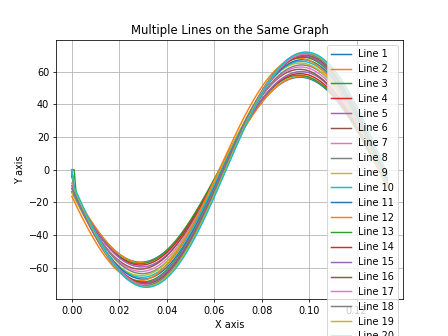 Multiple Lines on the Same Graph
Y axis
60
40
20
0
−20
−40
−60
0.00
0.02
0.04
0.06
0.08
0.10
X axis
Line 1
Line 2
Line 3
Line 4
Line 5
Line 6
Line 7
Line 8
Line 9
Line 10
Line 11
Line 12
Line 13
Line 14
Line 15
Line 16
Line 17
Line 18
Line 19
Line 20